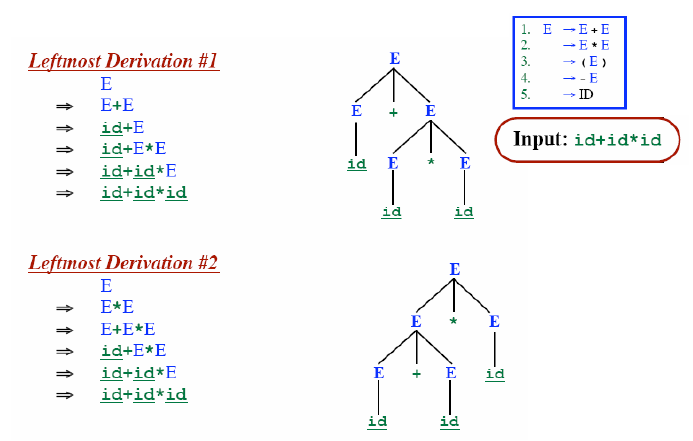 Leftmost Derivation #1
E
⇒ E+E
⇒ id+E
⇒ id+E*E
⇒ id+id*E
⇒ id+id*id
E
E + E
id E * E
id id
1. E → E + E
2. → E * E
3. → ( E )
4. → - E
5. → ID
Input: id+id*id
Leftmost Derivation #2
E
⇒ E*E
⇒ E+E*E
⇒ id+E*E
⇒ id+id*E
⇒ id+id*id
E
E * E
E + E id
id id